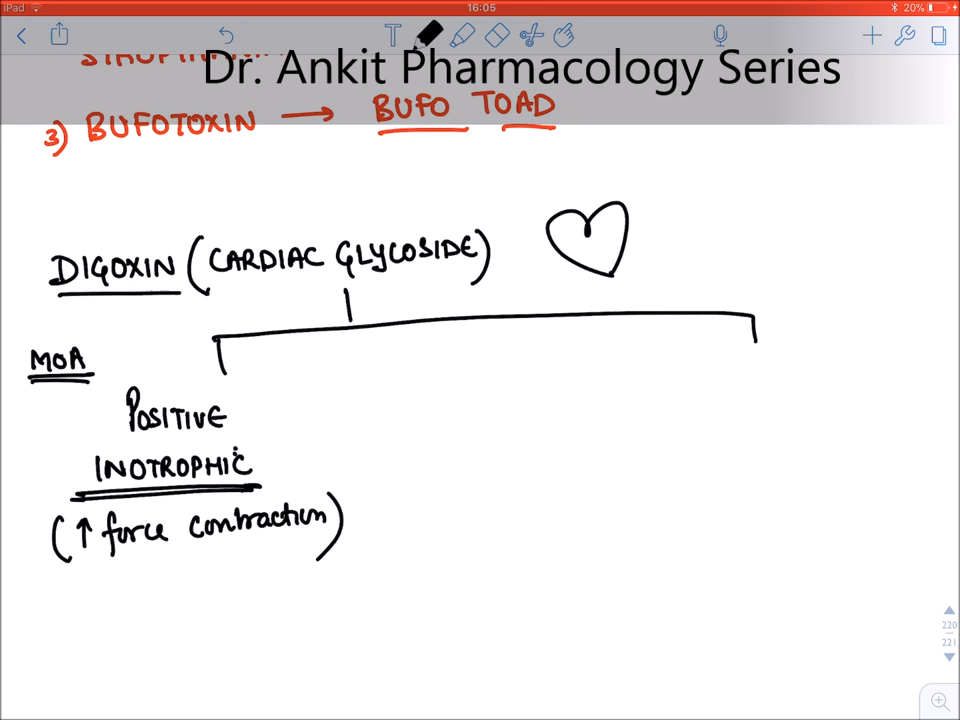 iPad 16:05 20%
T
Dr. Ankit Pharmacology Series
3) BUFOTOXIN → BUFO TOAD
DIGOXIN (CARDIAC GLYCOSIDE)
MOA
POSITIVE
INOTROPHIC
(↑ force contraction)
220
221